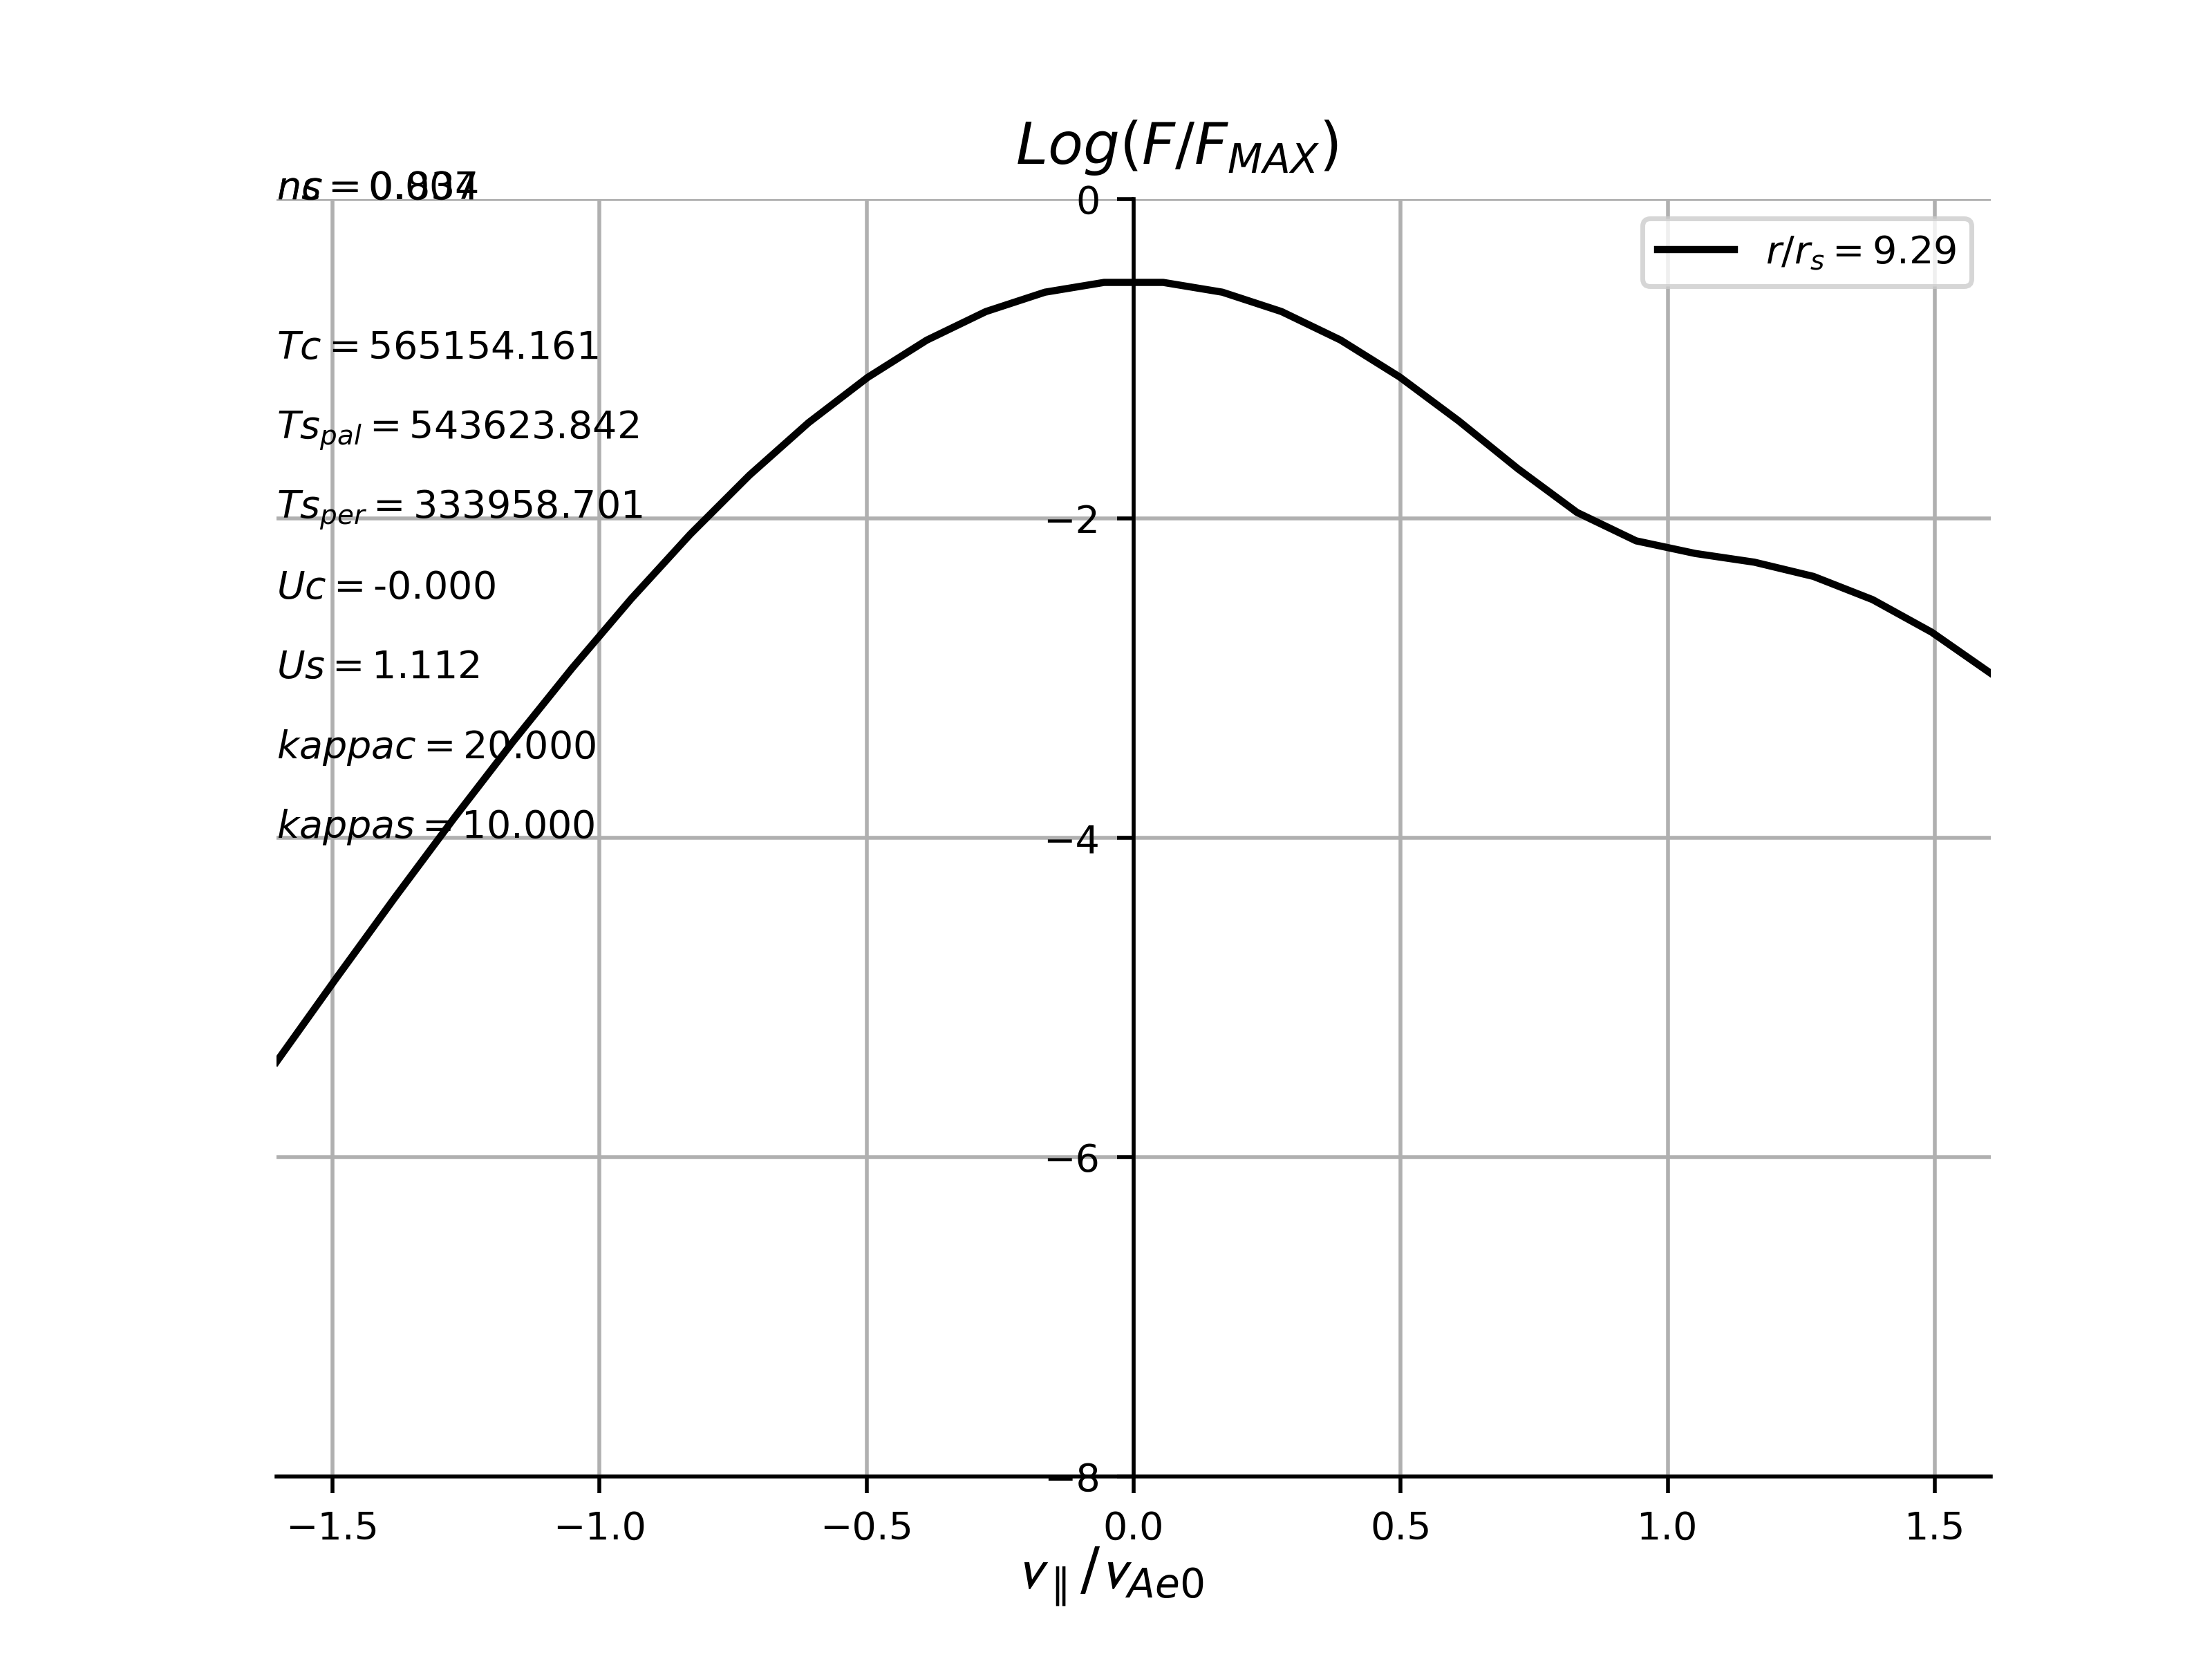 Log(F/F_MAX)
0
r/r_s = 9.29
Tc = 565154.161
Ts_pal = 543623.842
Ts_per = 333958.701
−2
Uc = -0.000
Us = 1.112
kappac = 20.000
kappas = 10.000
−4
−6
−8
−1.5 −1.0 −0.5 0.0 0.5 1.0 1.5
v_∥/v_Ae0